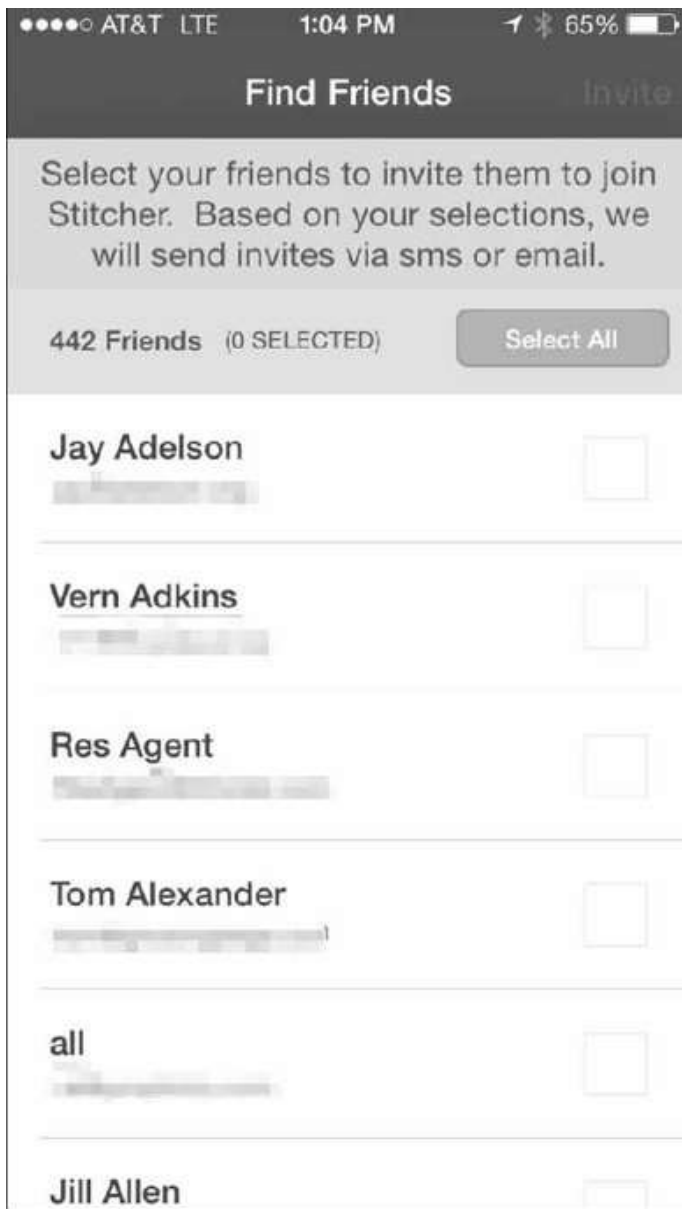 AT&T LTE 1:04 PM 65%
Find Friends Invite
Select your friends to invite them to join
Stitcher. Based on your selections, we
will send invites via sms or email.
442 Friends (0 SELECTED) Select All
Jay Adelson
Vern Adkins
Res Agent
Tom Alexander
all
Jill Allen